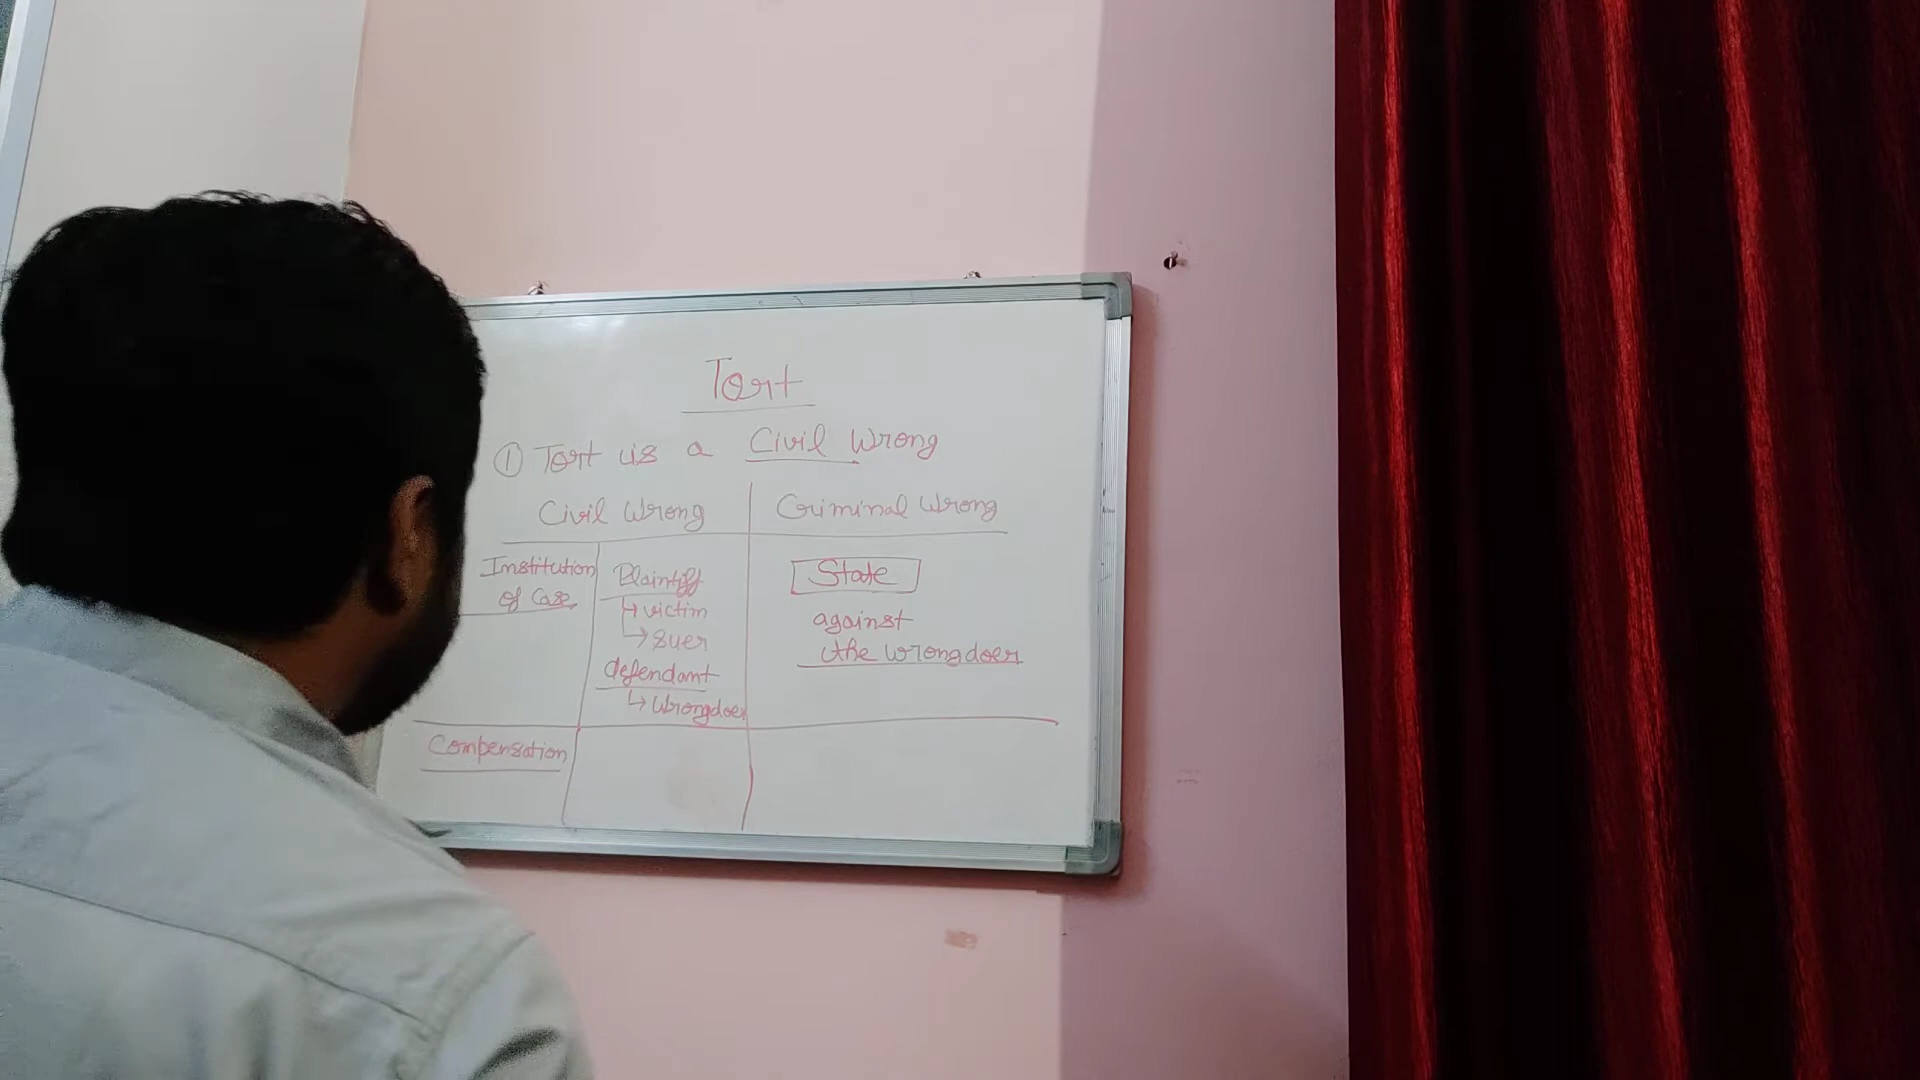 Tort
① Tort is a Civil Wrong
Civil Wrong
Criminal Wrong
Institution
of Case
Plaintiff
↳ victim
↳ suer
defendant
↳ Wrongdoer
State
against
the wrongdoer
Compensation